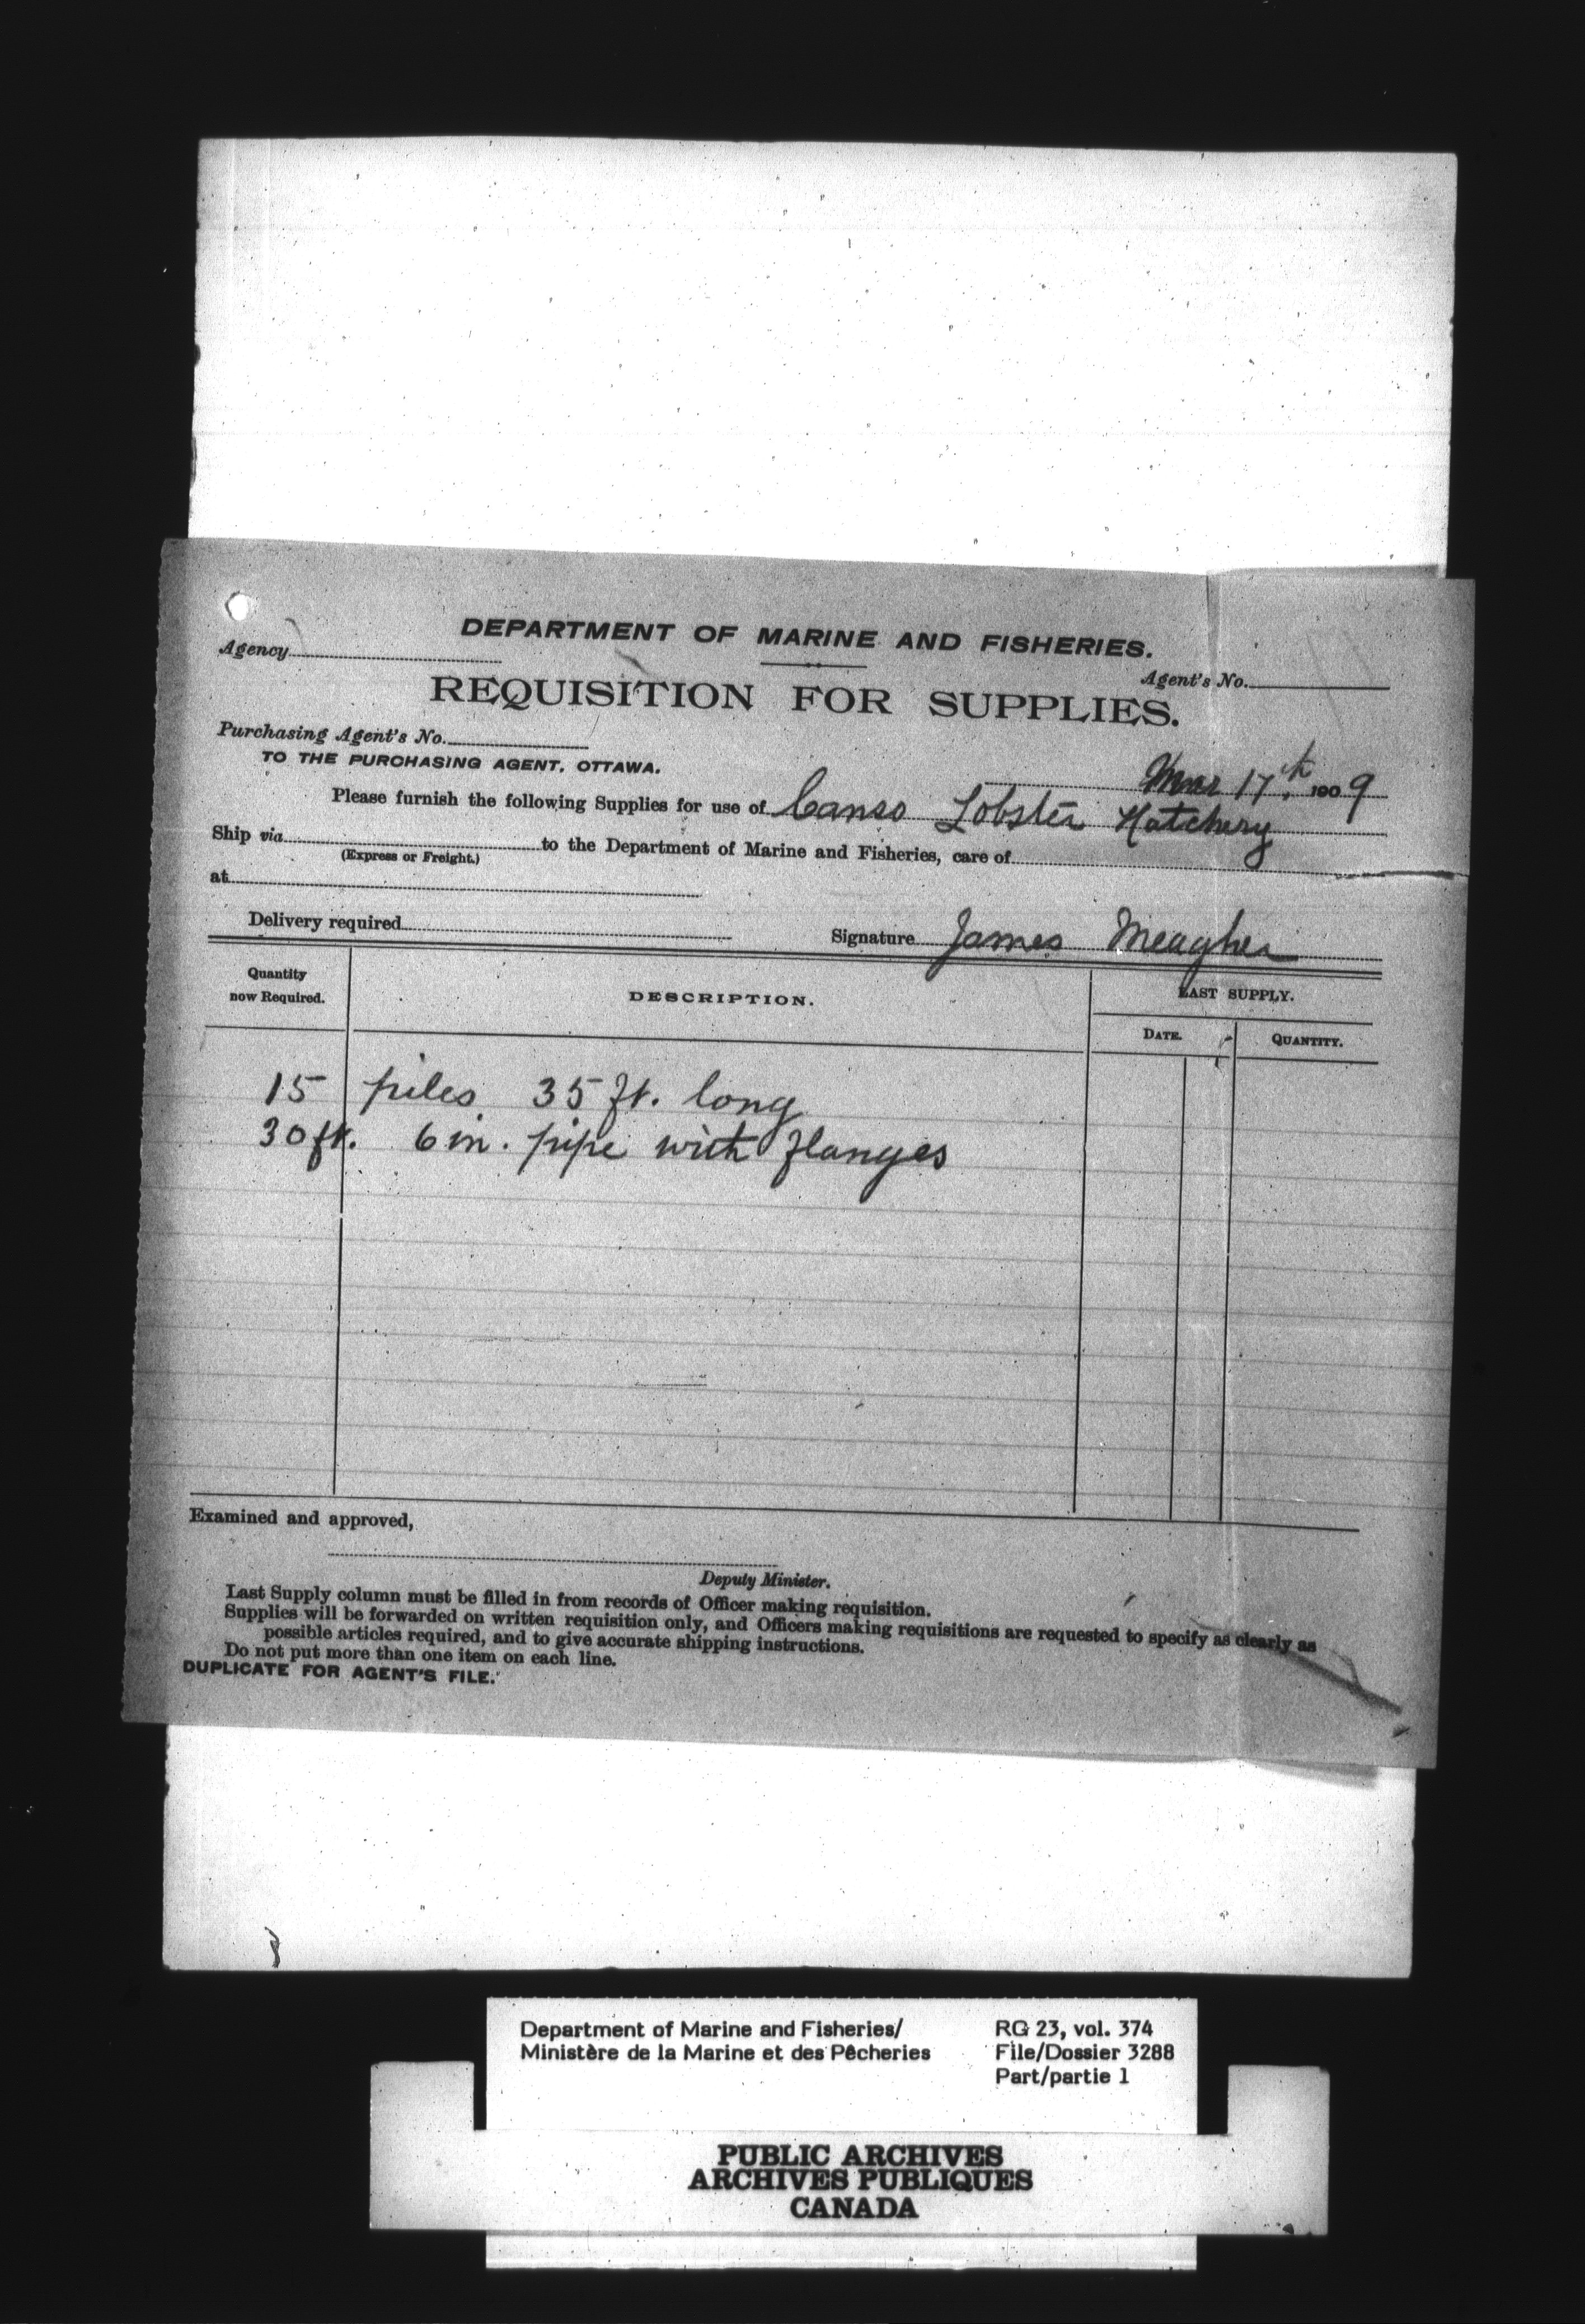 DEPARTMENT OF MARINE AND FISHERIES.
Agency
Agent's No.
REQUISITION FOR SUPPLIES.
Purchasing Agent's No.
TO THE PURCHASING AGENT, OTTAWA.
Mar 17th, 1909
Please furnish the following Supplies for use of Canso Lobster Hatchery
Ship via to the Department of Marine and Fisheries, care of
(Express or Freight.)
at
Delivery required
Signature James Meagher
Quantity now Required.
DESCRIPTION.
LAST SUPPLY.
DATE.
QUANTITY.
15 piles 35 ft. long
30 ft. 6 in. pipe with flanges
Examined and approved,
Deputy Minister.
Last Supply column must be filled in from records of Officer making requisition.
Supplies will be forwarded on written requisition only, and Officers making requisitions are requested to specify as clearly as
possible articles required, and to give accurate shipping instructions.
Do not put more than one item on each line.
DUPLICATE FOR AGENT'S FILE.
Department of Marine and Fisheries/
Ministère de la Marine et des Pêcheries
RG 23, vol. 374
File/Dossier 3288
Part/partie 1
PUBLIC ARCHIVES
ARCHIVES PUBLIQUES
CANADA